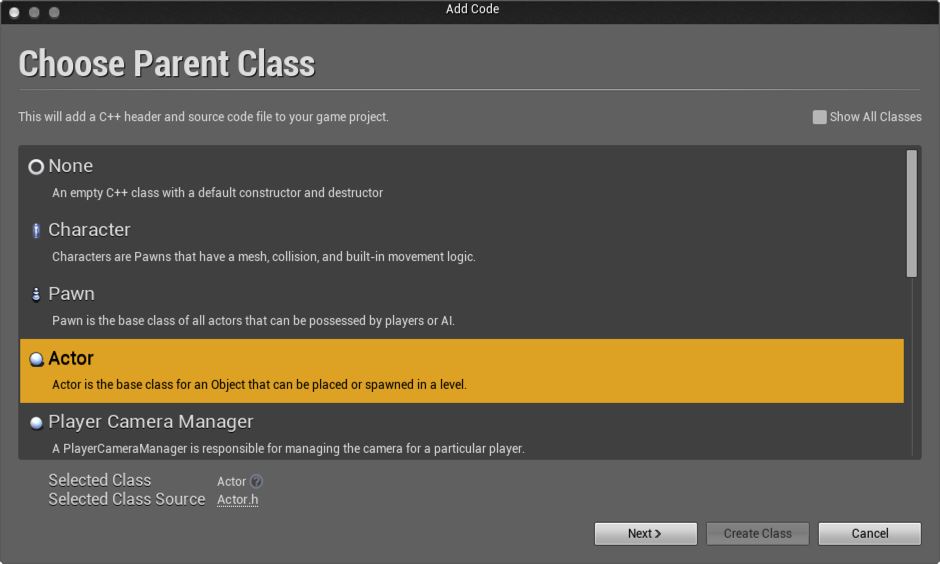 Add Code
Choose Parent Class
This will add a C++ header and source code file to your game project.
Show All Classes
None
An empty C++ class with a default constructor and destructor
Character
Characters are Pawns that have a mesh, collision, and built-in movement logic.
Pawn
Pawn is the base class of all actors that can be possessed by players or AI.
Actor
Actor is the base class for an Object that can be placed or spawned in a level.
Player Camera Manager
A PlayerCameraManager is responsible for managing the camera for a particular player.
Selected Class Actor ?
Selected Class Source Actor.h
Next > Create Class Cancel